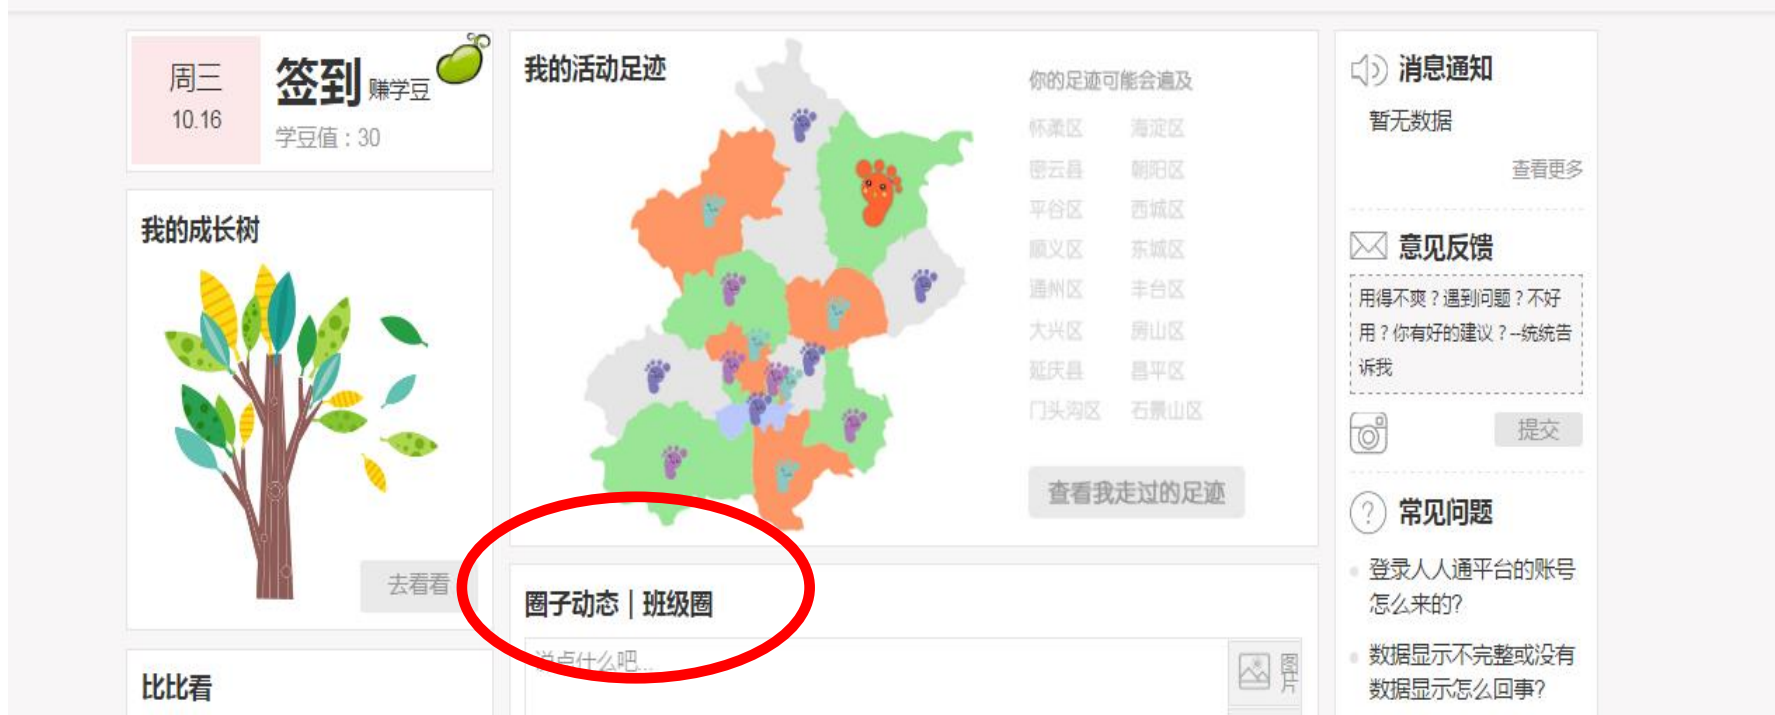 周三
10.16
签到 赚学豆
学豆值：30
我的成长树
去看看
比比看
我的活动足迹
你的足迹可能会遍及
怀柔区 海淀区
密云县 朝阳区
平谷区 西城区
顺义区 东城区
通州区 丰台区
大兴区 房山区
延庆县 昌平区
门头沟区 石景山区
查看我走过的足迹
圈子动态 | 班级圈
说点什么吧...
图片
消息通知
暂无数据
查看更多
意见反馈
用得不爽？遇到问题？不好
用？你有好的建议？--统统告
诉我
提交
常见问题
登录人人通平台的账号
怎么来的?
数据显示不完整或没有
数据显示怎么回事?